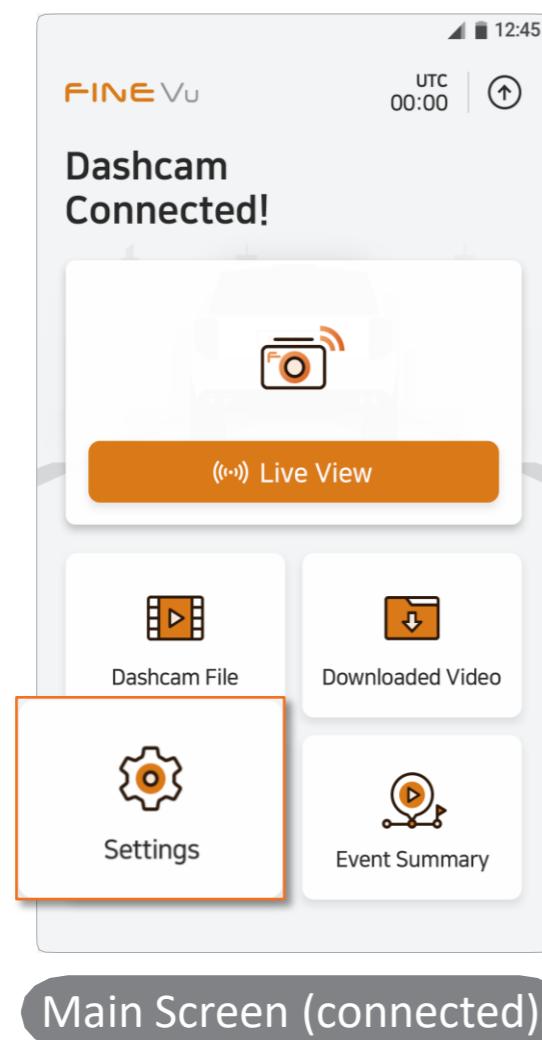 12:45
FINEVu
UTC
00:00
Dashcam
Connected!
F
Live View
Dashcam File
Downloaded Video
Settings
Event Summary
Main Screen (connected)